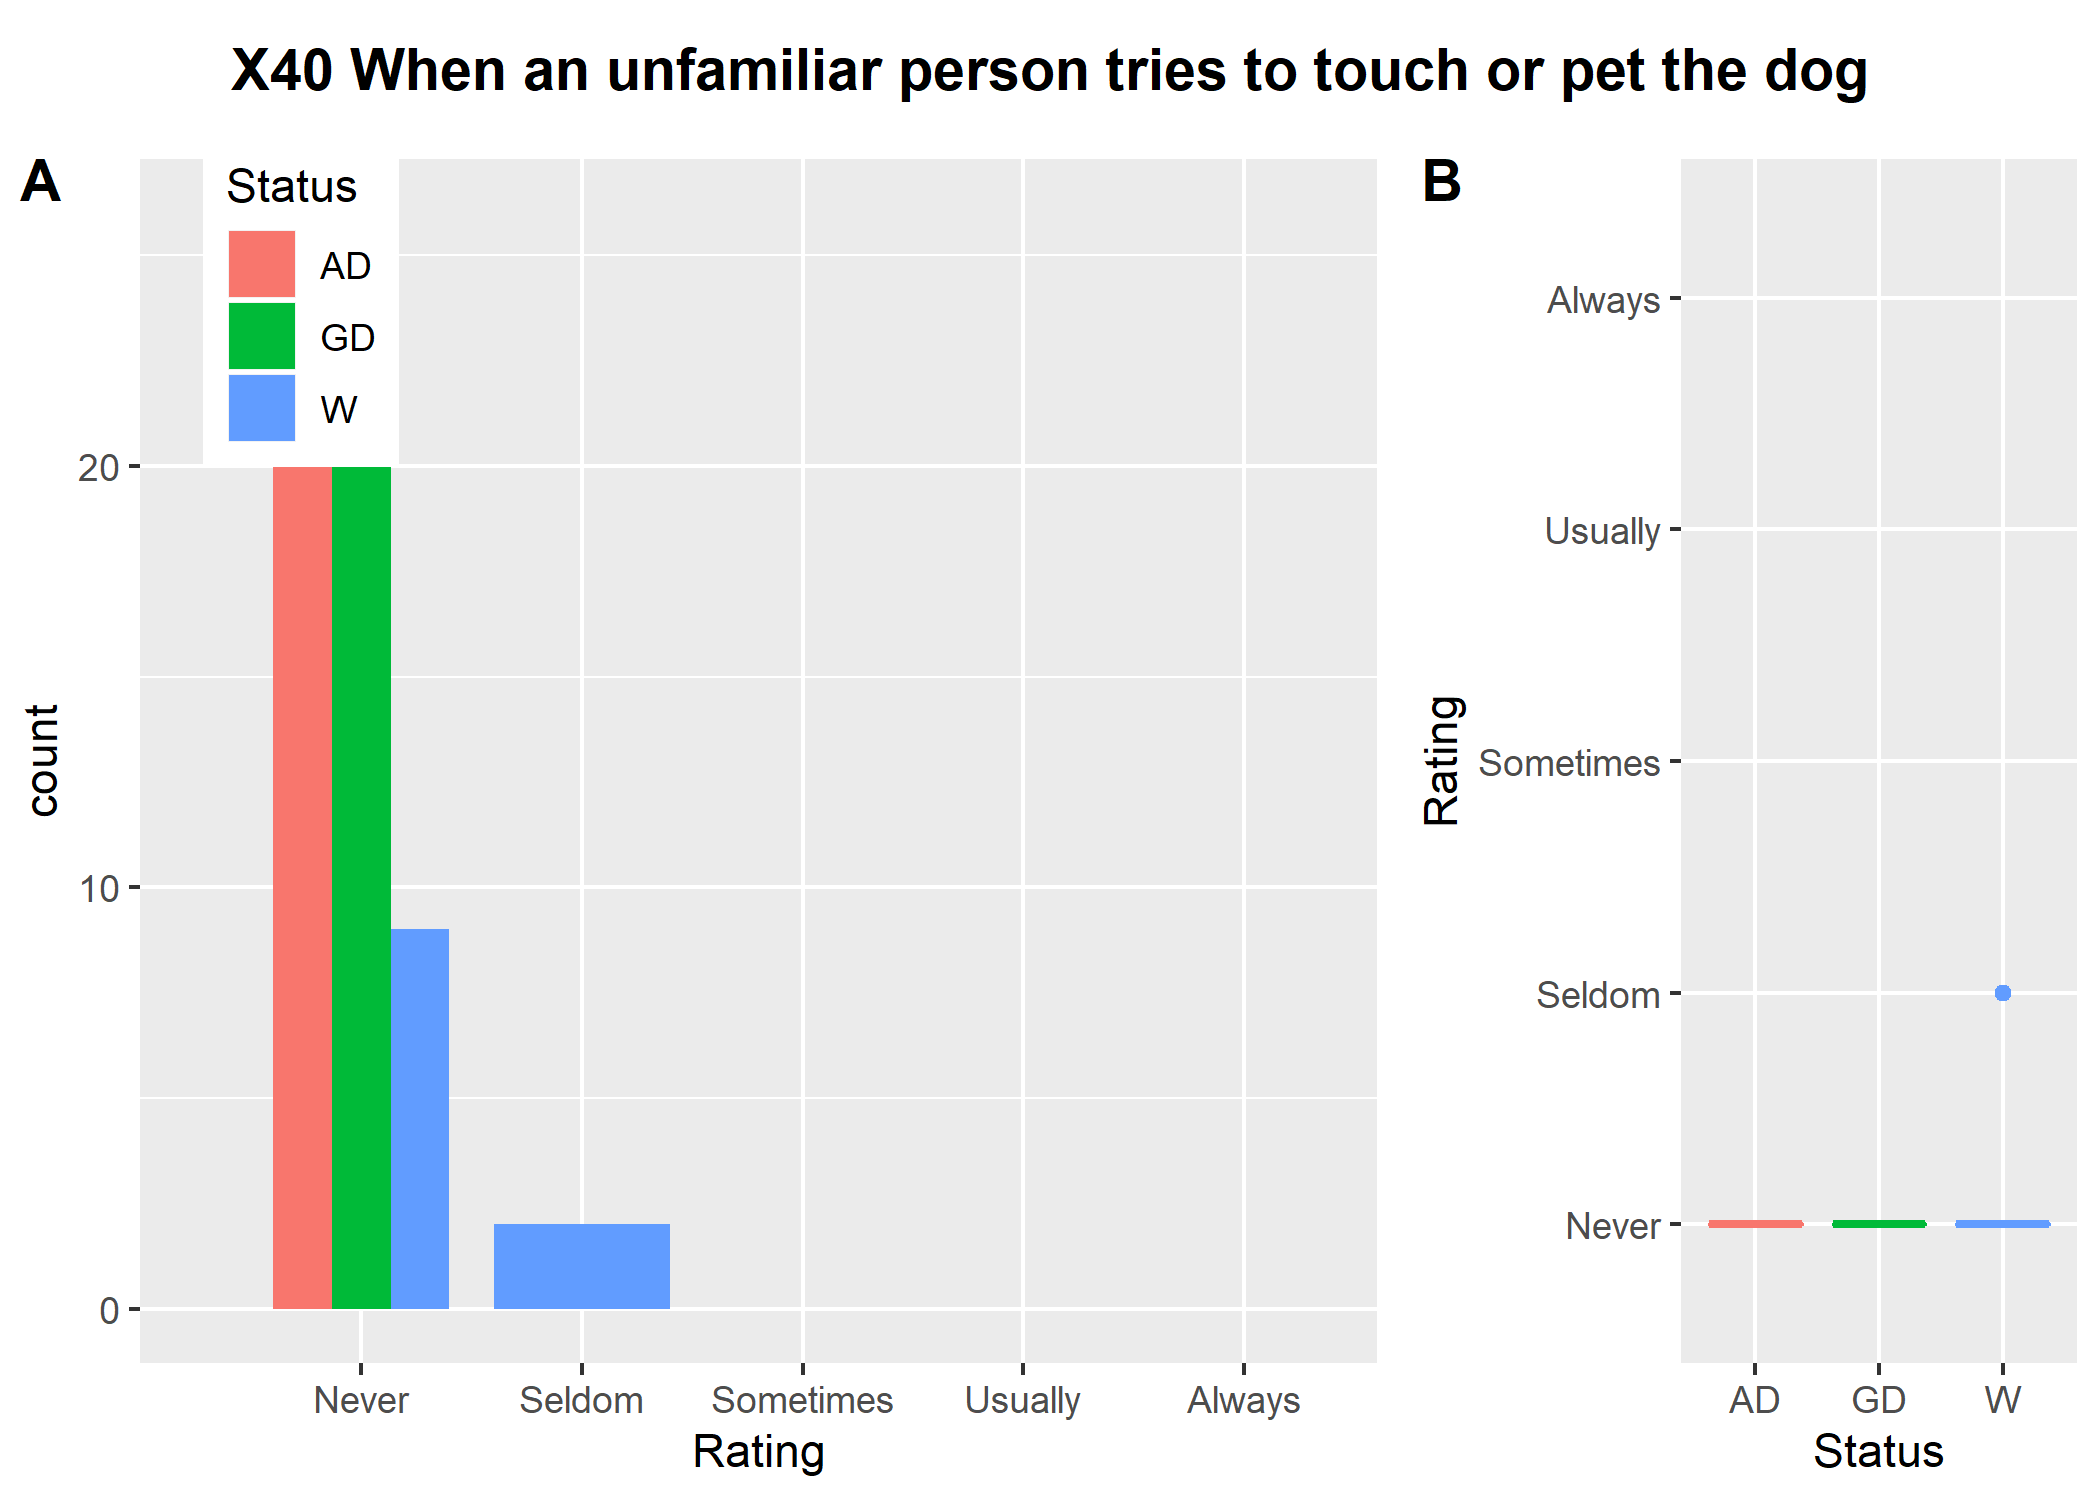 X40 When an unfamiliar person tries to touch or pet the dog
A
Status
AD
GD
W
20
10
0
count
Never Seldom Sometimes Usually Always
Rating
B
Always
Usually
Sometimes
Seldom
Never
Rating
AD GD W
Status